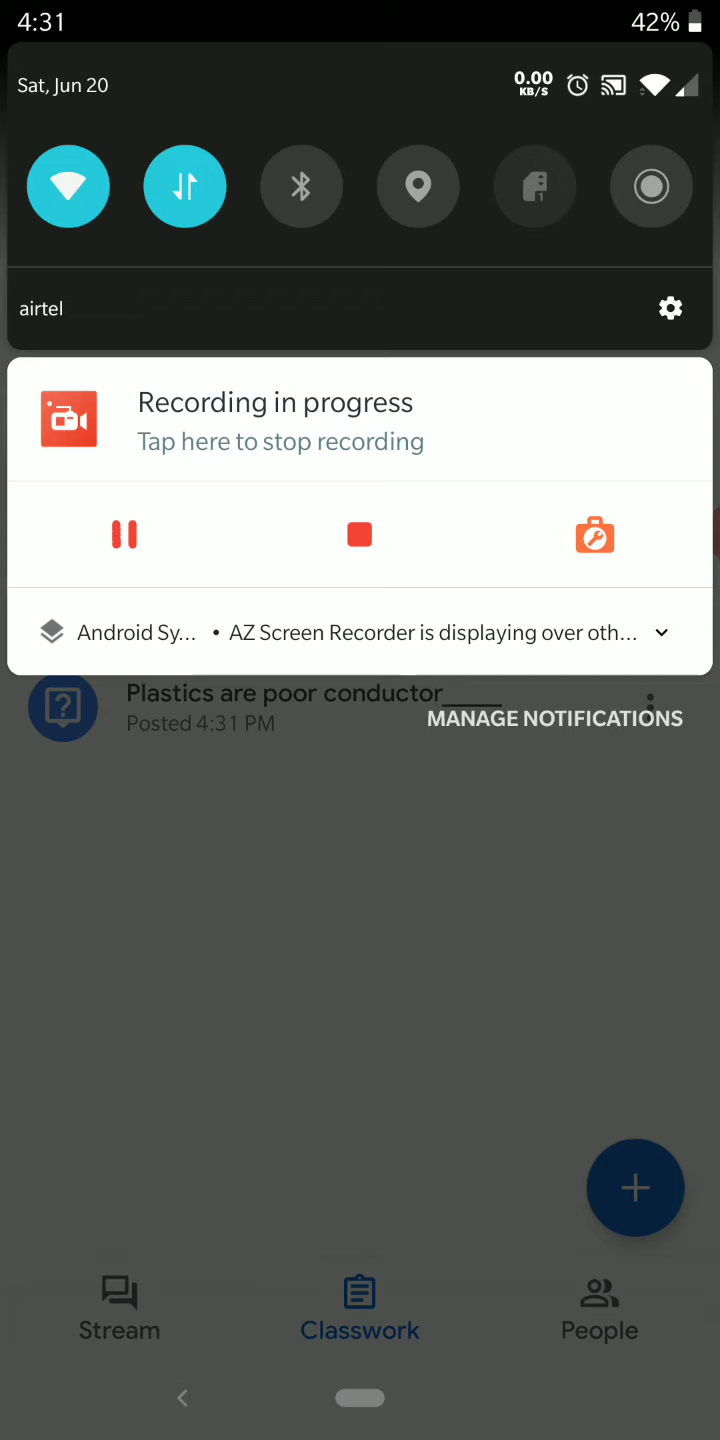 4:31
42%
Sat, Jun 20
0.00
KB/S
1
airtel
Recording in progress
Tap here to stop recording
Android Sy... • AZ Screen Recorder is displaying over oth...
Plastics are poor conductor_____
Posted 4:31 PM
MANAGE NOTIFICATIONS
Stream
Classwork
People